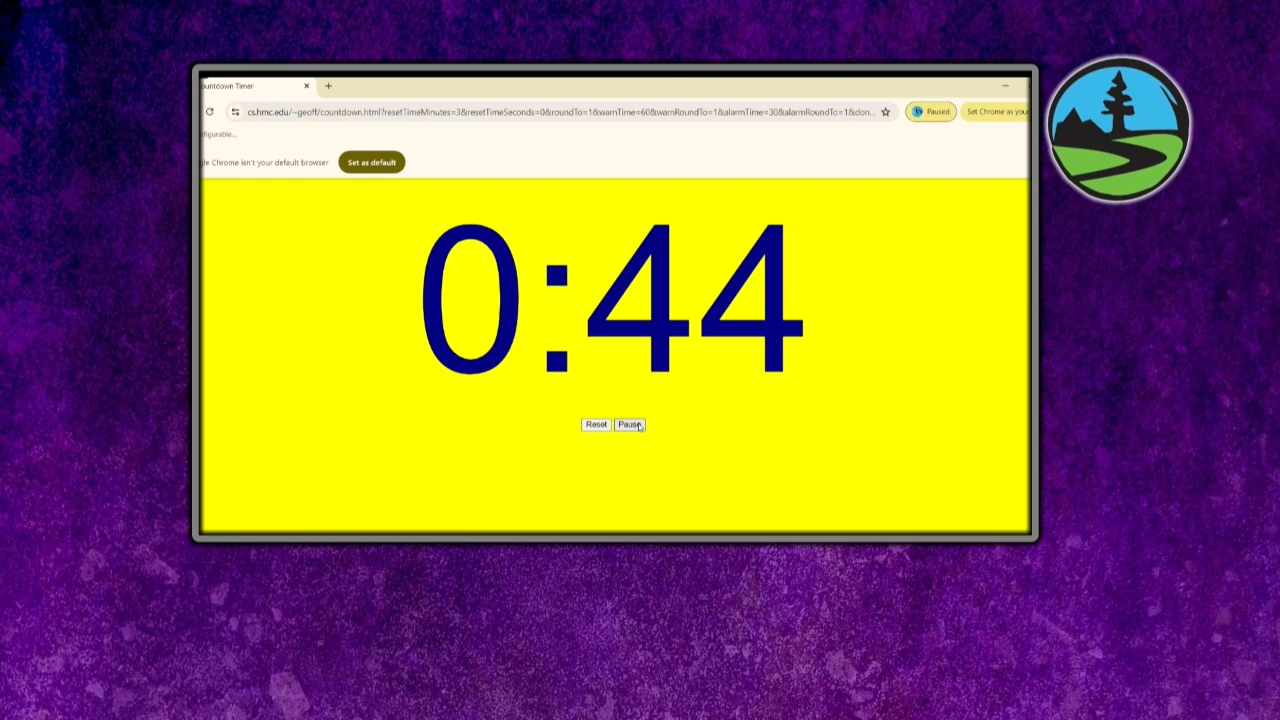 ountdown Timer
cs.hmc.edu/~geoff/countdown.html?resetTimeMinutes=3&resetTimeSeconds=0&roundTo=1&warnTime=60&warnRoundTo=1&alarmTime=30&alarmRoundTo=1&don...
Paused
Set Chrome as your
figurable...
gle Chrome isn't your default browser
Set as default
0:44
Reset
Pause